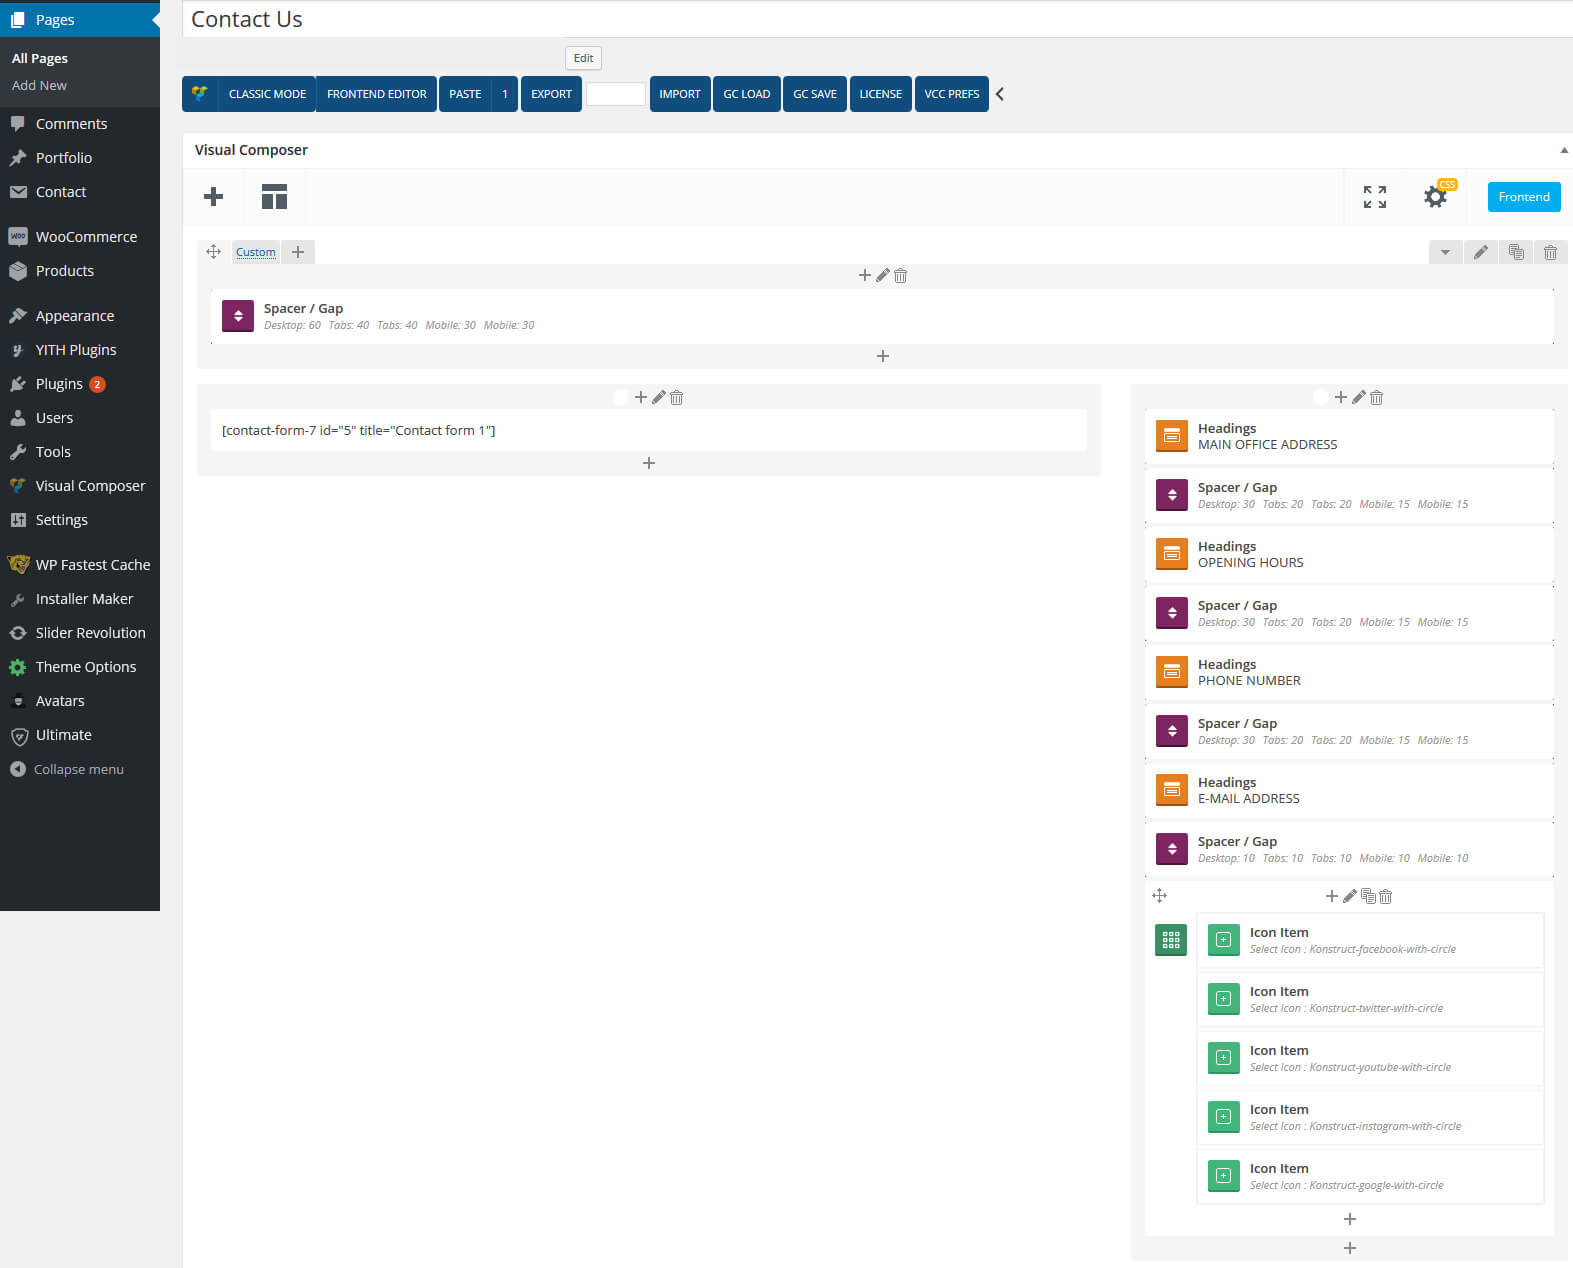 Pages
All Pages
Add New
Comments
Portfolio
Contact
WooCommerce
Products
Appearance
YITH Plugins
Plugins 2
Users
Tools
Visual Composer
Settings
WP Fastest Cache
Installer Maker
Slider Revolution
Theme Options
Avatars
Ultimate
Collapse menu
Contact Us
Edit
CLASSIC MODE FRONTEND EDITOR PASTE 1 EXPORT IMPORT GC LOAD GC SAVE LICENSE VCC PREFS
Visual Composer
CSS
Frontend
Custom
Spacer / Gap
Desktop: 60 Tabs: 40 Tabs: 40 Mobile: 30 Mobile: 30
[contact-form-7 id="5" title="Contact form 1"]
Headings
MAIN OFFICE ADDRESS
Spacer / Gap
Desktop: 30 Tabs: 20 Tabs: 20 Mobile: 15 Mobile: 15
Headings
OPENING HOURS
Spacer / Gap
Desktop: 30 Tabs: 20 Tabs: 20 Mobile: 15 Mobile: 15
Headings
PHONE NUMBER
Spacer / Gap
Desktop: 30 Tabs: 20 Tabs: 20 Mobile: 15 Mobile: 15
Headings
E-MAIL ADDRESS
Spacer / Gap
Desktop: 10 Tabs: 10 Tabs: 10 Mobile: 10 Mobile: 10
Icon Item
Select Icon : Konstruct-facebook-with-circle
Icon Item
Select Icon : Konstruct-twitter-with-circle
Icon Item
Select Icon : Konstruct-youtube-with-circle
Icon Item
Select Icon : Konstruct-instagram-with-circle
Icon Item
Select Icon : Konstruct-google-with-circle